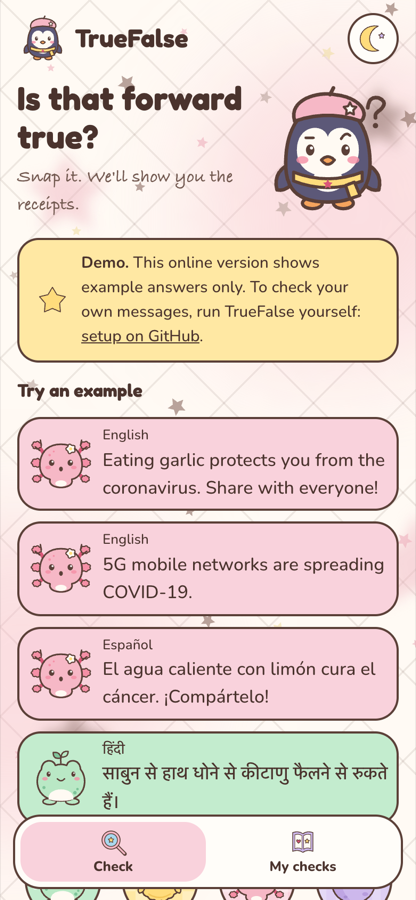 TrueFalse
Is that forward
true?
Snap it. We'll show you the
receipts.
?
Demo. This online version shows
example answers only. To check your
own messages, run TrueFalse yourself:
setup on GitHub.
Try an example
English
Eating garlic protects you from the
coronavirus. Share with everyone!
English
5G mobile networks are spreading
COVID-19.
Español
El agua caliente con limón cura el
cáncer. ¡Compártelo!
हिंदी
साबुन से हाथ धोने से कीटाणु फैलने से रुकते
हैं।
Check
My checks